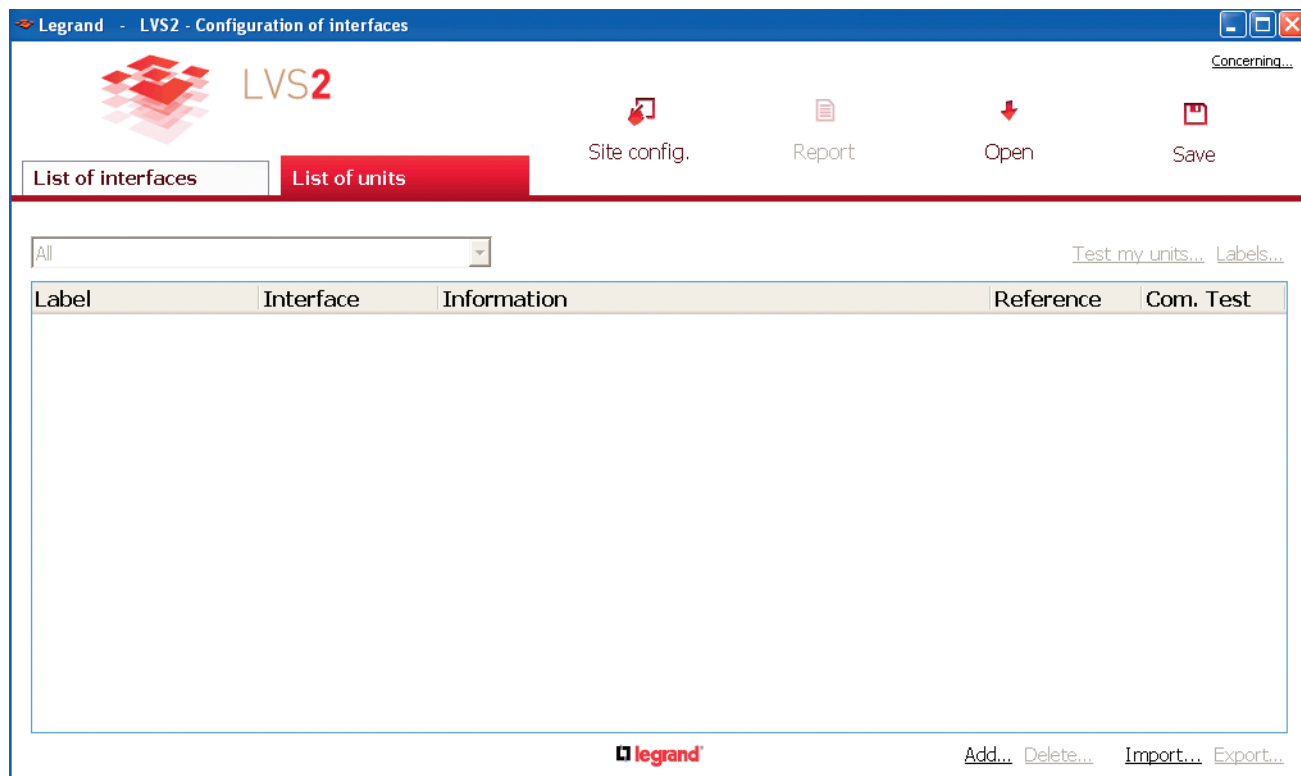 Legrand - LVS2 - Configuration of interfaces
Concerning...
LVS2
Site config. Report Open Save
List of interfaces List of units
All
Test my units... Labels...
Label Interface Information Reference Com. Test
legrand®
Add... Delete... Import... Export...